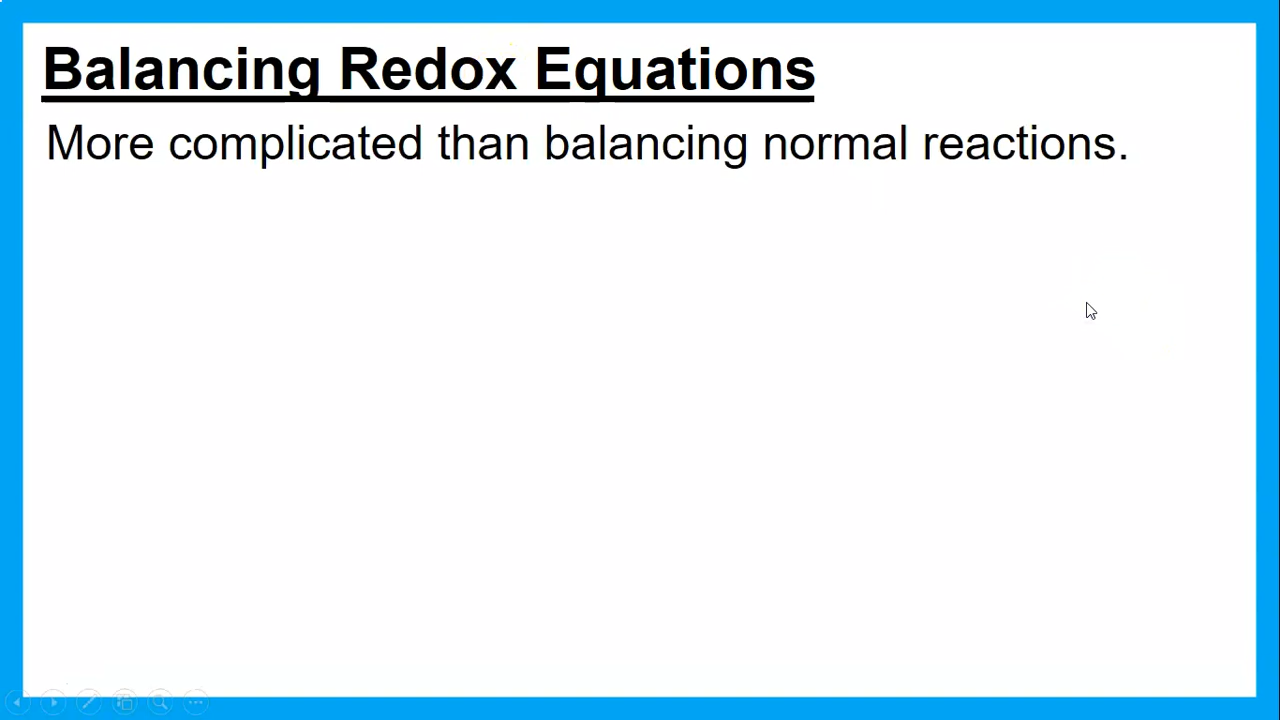 Balancing Redox Equations
More complicated than balancing normal reactions.